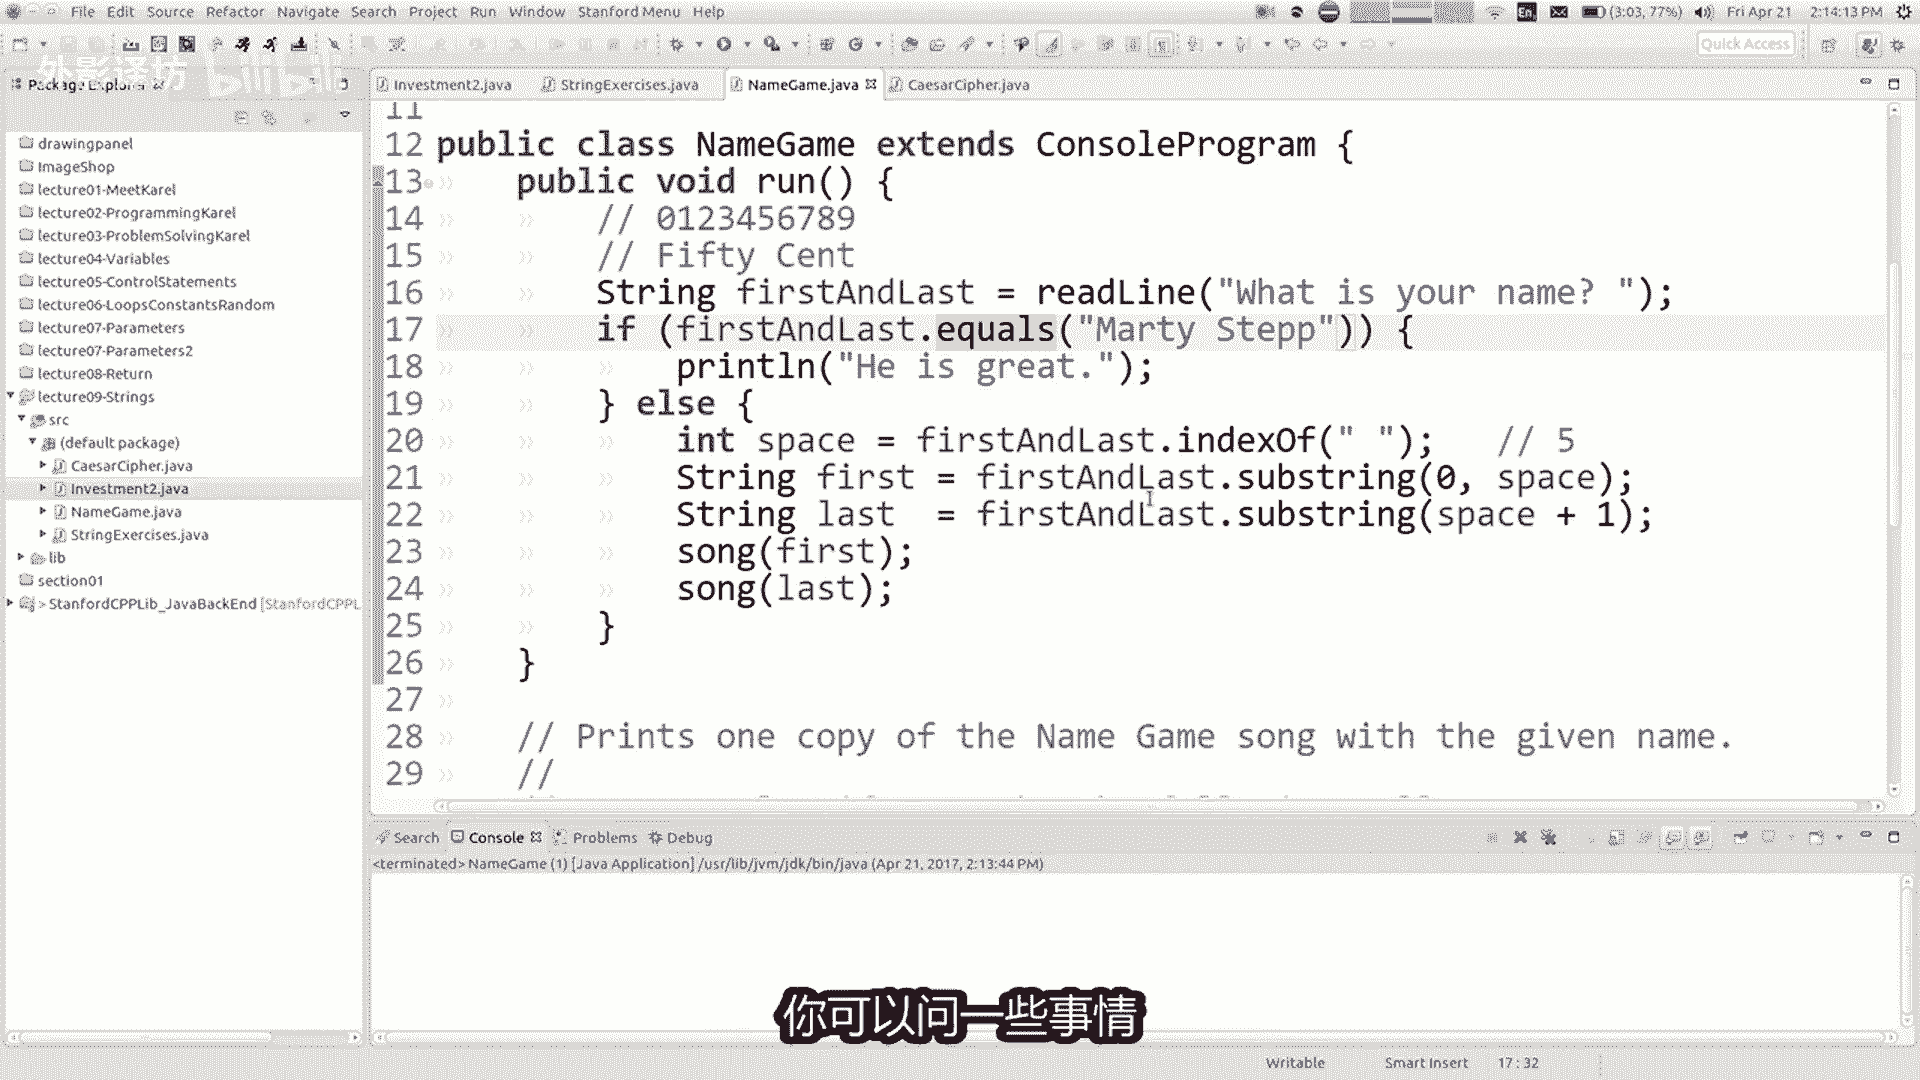 File Edit Source Refactor Navigate Search Project Run Window Stanford Menu Help
En (3:03, 77%) Fri Apr 21 2:14:13 PM
Quick Access
外影译坊 bilibili
Package Explorer
Investment2.java StringExercises.java NameGame.java CaesarCipher.java
drawingpanel
ImageShop
lecture01-MeetKarel
lecture02-ProgrammingKarel
lecture03-ProblemSolvingKarel
lecture04-Variables
lecture05-ControlStatements
lecture06-LoopsConstantsRandom
lecture07-Parameters
lecture07-Parameters2
lecture08-Return
lecture09-Strings
src
(default package)
CaesarCipher.java
Investment2.java
NameGame.java
StringExercises.java
lib
section01
> StanfordCPPLib_JavaBackEnd [StanfordCPPL
11
12 public class NameGame extends ConsoleProgram {
13 public void run() {
14 // 0123456789
15 // Fifty Cent
16 String firstAndLast = readLine("What is your name? ");
17 if (firstAndLast.equals("Marty Stepp")) {
18 println("He is great.");
19 } else {
20 int space = firstAndLast.indexOf(" "); // 5
21 String first = firstAndLast.substring(0, space);
22 String last = firstAndLast.substring(space + 1);
23 song(first);
24 song(last);
25 }
26 }
27
28 // Prints one copy of the Name Game song with the given name.
29 //
Search Console Problems Debug
<terminated> NameGame (1) [Java Application] /usr/lib/jvm/jdk/bin/java (Apr 21, 2017, 2:13:44 PM)
你可以问一些事情
Writable Smart Insert 17 : 32